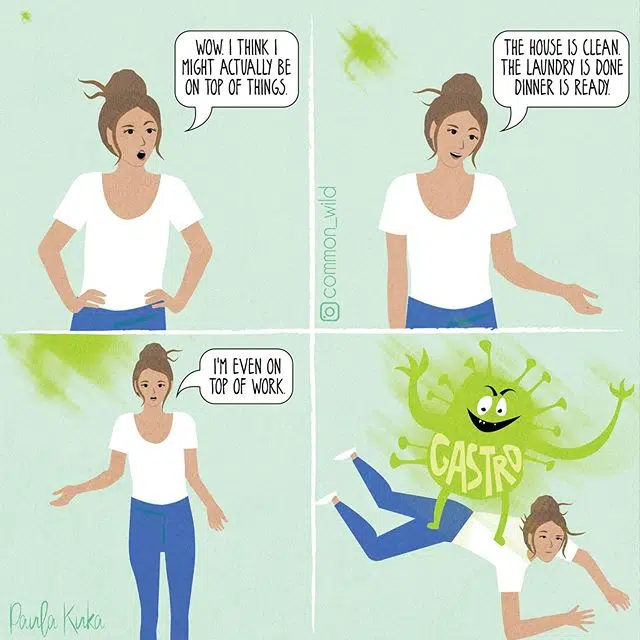 WOW. I THINK I
MIGHT ACTUALLY BE
ON TOP OF THINGS.
THE HOUSE IS CLEAN.
THE LAUNDRY IS DONE
DINNER IS READY.
common_wild
I'M EVEN ON
TOP OF WORK.
GASTRO
Paula Kuka